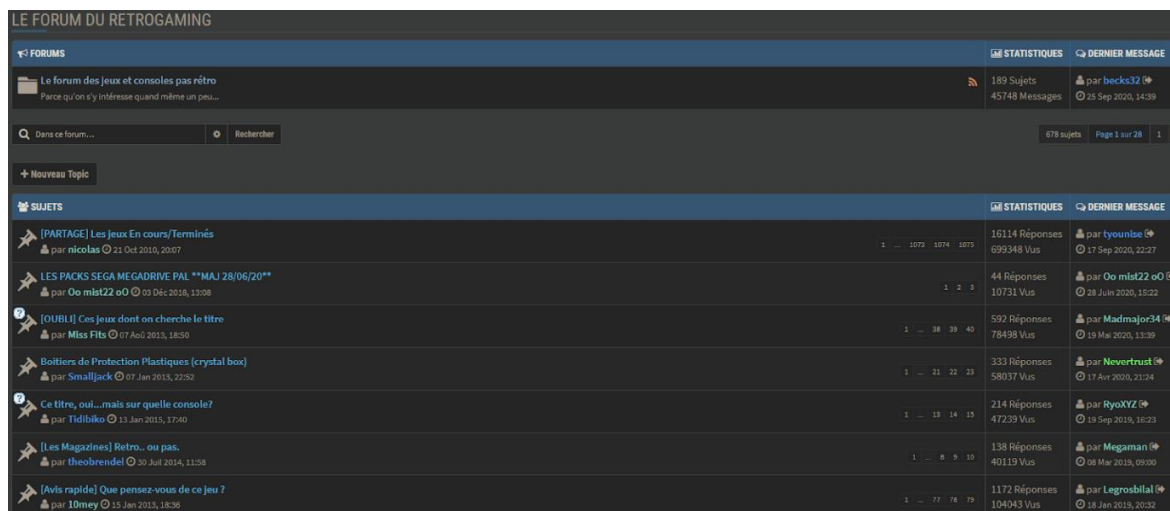 LE FORUM DU RETROGAMING
FORUMS STATISTIQUES DERNIER MESSAGE
Le forum des jeux et consoles pas rétro 189 Sujets par becks32
Parce qu'on s'y intéresse quand même un peu... 45748 Messages 25 Sep 2020, 14:39
Dans ce forum... Rechercher 678 sujets Page 1 sur 28 1
+ Nouveau Topic
SUJETS STATISTIQUES DERNIER MESSAGE
[PARTAGE] Les jeux En cours/Terminés 16114 Réponses par tyounise
par nicolas 21 Oct 2010, 20:07 1 ... 1073 1074 1075 699348 Vus 17 Sep 2020, 22:27
LES PACKS SEGA MEGADRIVE PAL **MAJ 28/06/20** 44 Réponses par Oo mist22 oO
par Oo mist22 oO 03 Déc 2018, 13:08 1 2 3 10731 Vus 28 Juin 2020, 15:22
[OUBLI] Ces jeux dont on cherche le titre 592 Réponses par Madmajor34
par Miss Fits 07 Aoû 2013, 18:50 1 ... 38 39 40 78498 Vus 19 Mai 2020, 13:39
Boitiers de Protection Plastiques (crystal box) 333 Réponses par Nevertrust
par Smalljack 07 Jan 2013, 22:52 1 ... 21 22 23 58037 Vus 17 Avr 2020, 21:24
Ce titre, oui...mais sur quelle console? 214 Réponses par RyoXYZ
par Tidibiko 13 Jan 2015, 17:40 1 ... 13 14 15 47239 Vus 19 Sep 2019, 16:23
[Les Magazines] Retro.. ou pas. 138 Réponses par Megaman
par theobrendel 30 Juil 2014, 11:58 1 ... 8 9 10 40119 Vus 08 Mar 2019, 09:00
[Avis rapide] Que pensez-vous de ce jeu ? 1172 Réponses par Legrosbilal
par 10mey 15 Jan 2013, 18:36 1 ... 77 78 79 104043 Vus 18 Jan 2019, 20:32